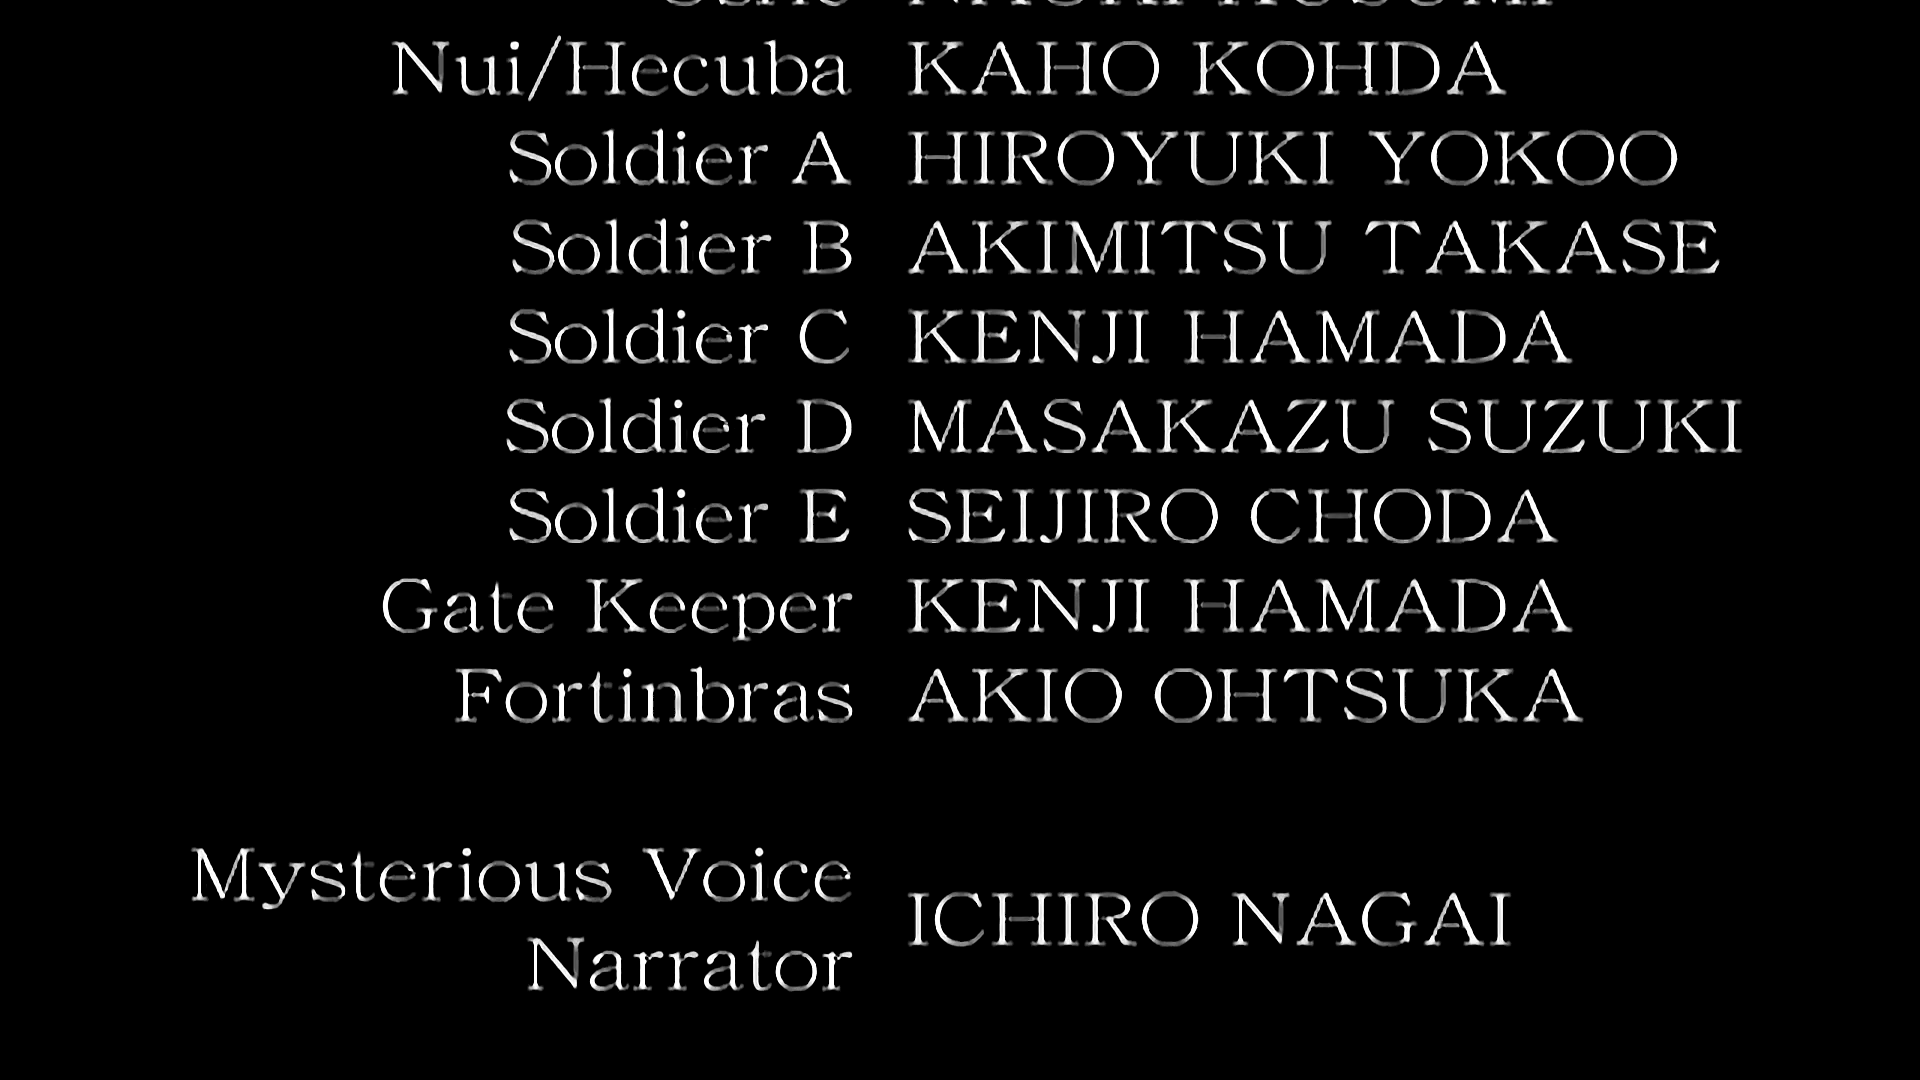 Nui/Hecuba KAHO KOHDA
Soldier A HIROYUKI YOKOO
Soldier B AKIMITSU TAKASE
Soldier C KENJI HAMADA
Soldier D MASAKAZU SUZUKI
Soldier E SEIJIRO CHODA
Gate Keeper KENJI HAMADA
Fortinbras AKIO OHTSUKA
Mysterious Voice
ICHIRO NAGAI
Narrator